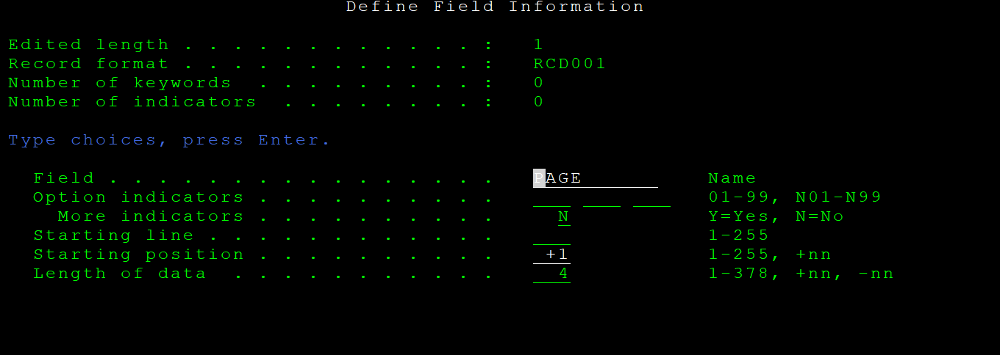 Define Field Information
Edited length . . . . . . . . . . . . . : 1
Record format . . . . . . . . . . . . . : RCD001
Number of keywords . . . . . . . . . . : 0
Number of indicators . . . . . . . . . : 0
Type choices, press Enter.
Field . . . . . . . . . . . . . . . . PAGE Name
Option indicators . . . . . . . . . . 01-99, N01-N99
More indicators . . . . . . . . . . N Y=Yes, N=No
Starting line . . . . . . . . . . . . 1-255
Starting position . . . . . . . . . . +1 1-255, +nn
Length of data . . . . . . . . . . . 4 1-378, +nn, -nn